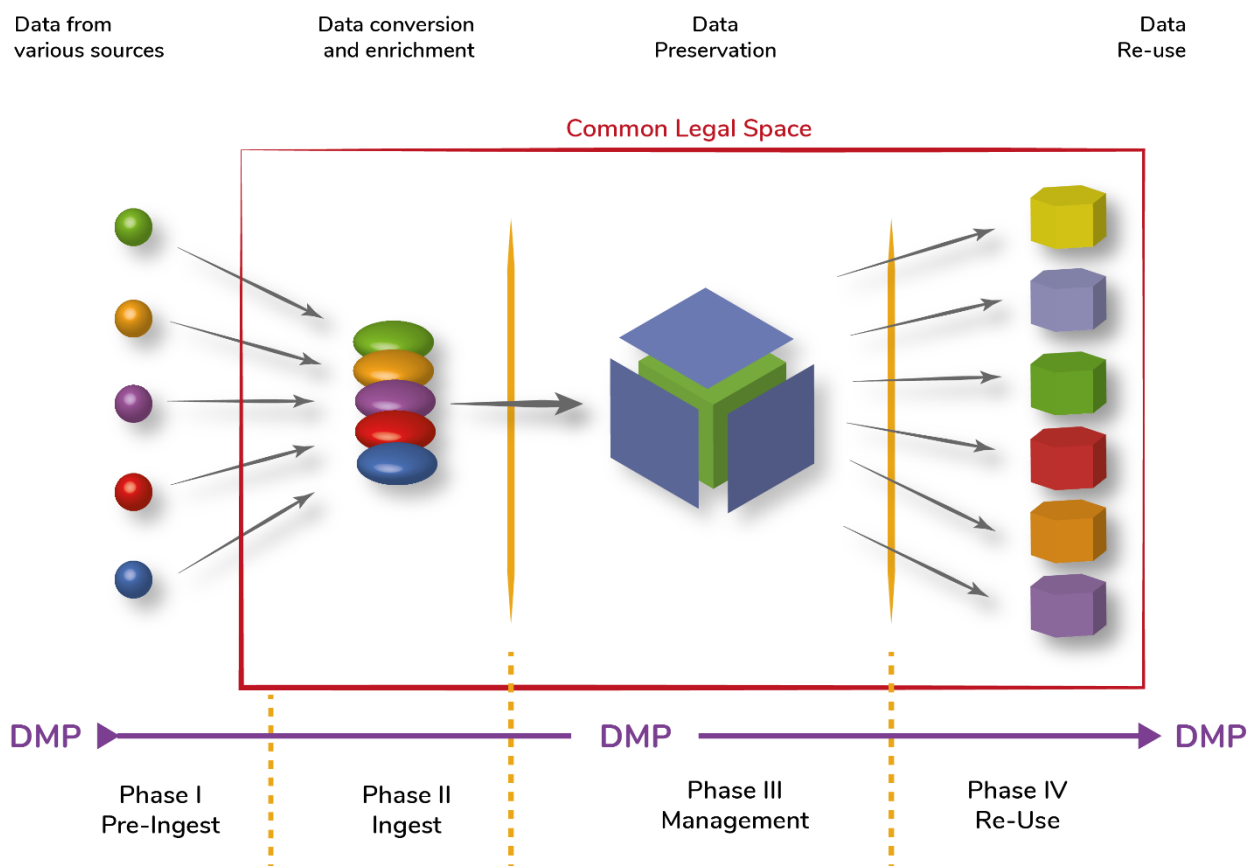 Data from
various sources
Data conversion
and enrichment
Data
Preservation
Data
Re-use
Common Legal Space
DMP
DMP
DMP
Phase I
Pre-Ingest
Phase II
Ingest
Phase III
Management
Phase IV
Re-Use